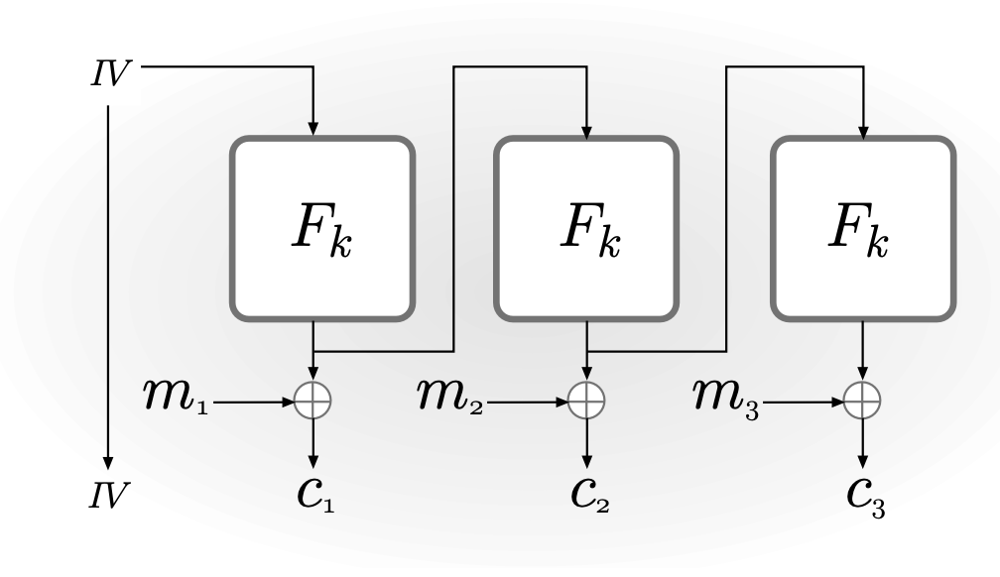 IV
F_k F_k F_k
m₁ m₂ m₃
IV c₁ c₂ c₃